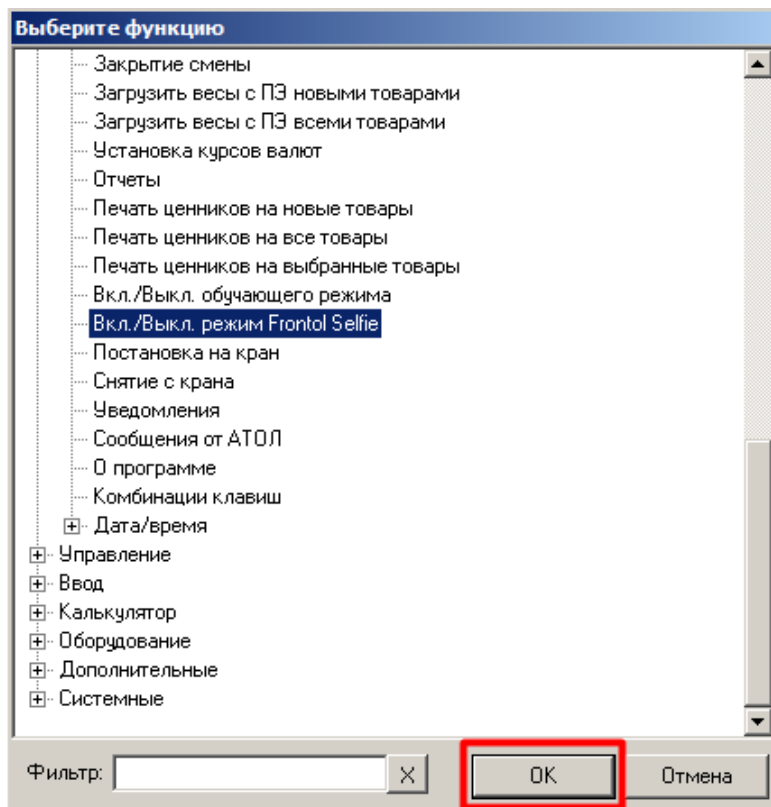 Выберите функцию
Закрытие смены
Загрузить весы с ПЭ новыми товарами
Загрузить весы с ПЭ всеми товарами
Установка курсов валют
Отчеты
Печать ценников на новые товары
Печать ценников на все товары
Печать ценников на выбранные товары
Вкл./Выкл. обучающего режима
Вкл./Выкл. режим Frontol Selfie
Постановка на кран
Снятие с крана
Уведомления
Сообщения от АТОЛ
О программе
Комбинации клавиш
Дата/время
Управление
Ввод
Калькулятор
Оборудование
Дополнительные
Системные
Фильтр: X OK Отмена